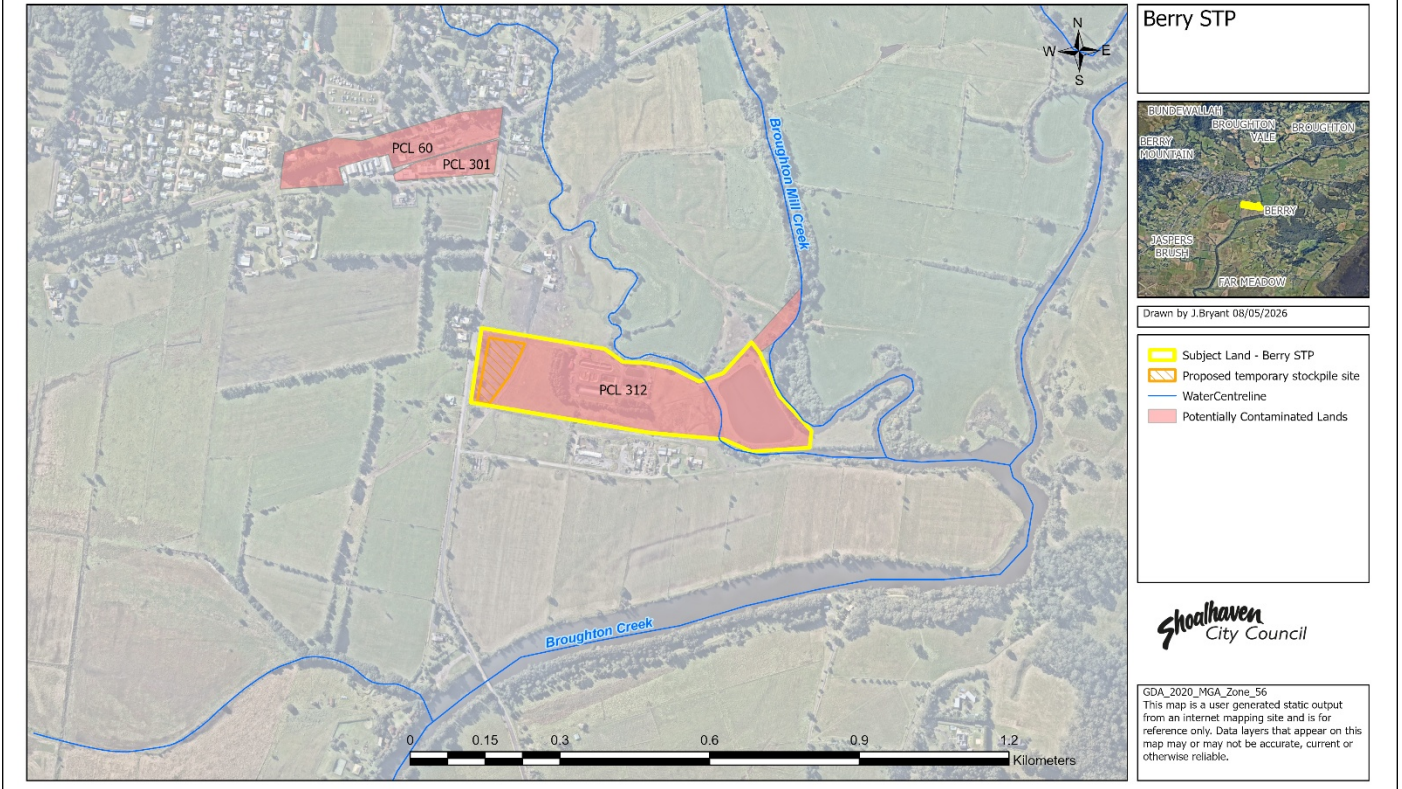 Berry STP
N
W
E
S
BUNDEWALLAH
BROUGHTON
VALE
BROUGHTON
BERRY
MOUNTAIN
BERRY
JASPERS
BRUSH
FAR MEADOW
Drawn by J.Bryant 08/05/2026
Subject Land - Berry STP
Proposed temporary stockpile site
WaterCentreline
Potentially Contaminated Lands
PCL 60
PCL 301
Broughton Mill Creek
PCL 312
Broughton Creek
0
0.15
0.3
0.6
0.9
1.2
Kilometers
Shoalhaven
City Council
GDA_2020_MGA_Zone_56
This map is a user generated static output
from an internet mapping site and is for
reference only. Data layers that appear on this
map may or may not be accurate, current or
otherwise reliable.